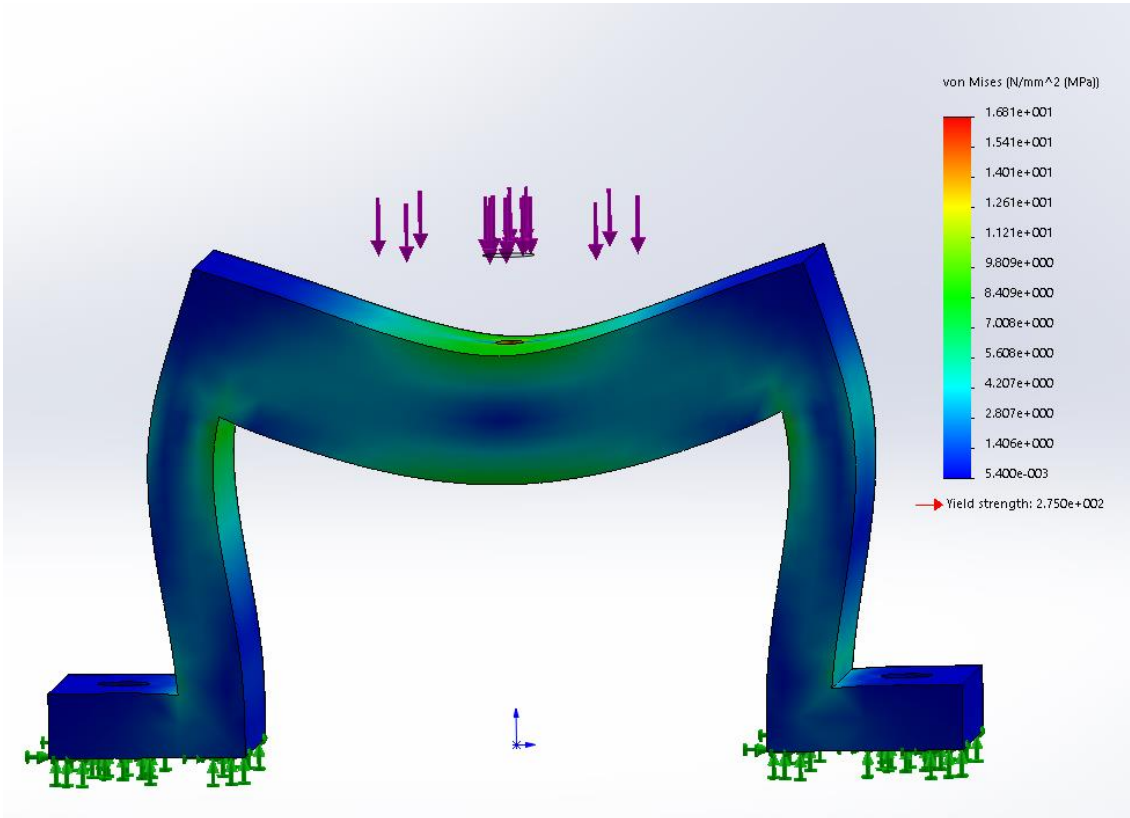 von Mises (N/mm^2 (MPa))
1.681e+001
1.541e+001
1.401e+001
1.261e+001
1.121e+001
9.809e+000
8.409e+000
7.008e+000
5.608e+000
4.207e+000
2.807e+000
1.406e+000
5.400e-003
Yield strength: 2.750e+002